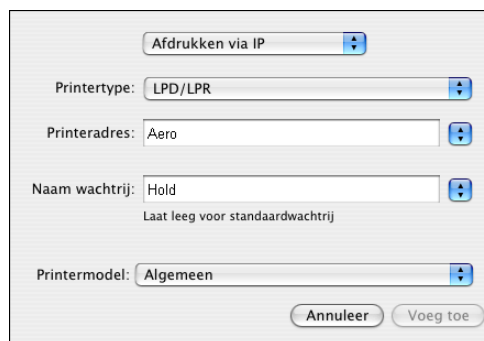 Afdrukken via IP
Printertype: LPD/LPR
Printeradres: Aero
Naam wachtrij: Hold
Laat leeg voor standaardwachtrij
Printermodel: Algemeen
Annuleer Voeg toe